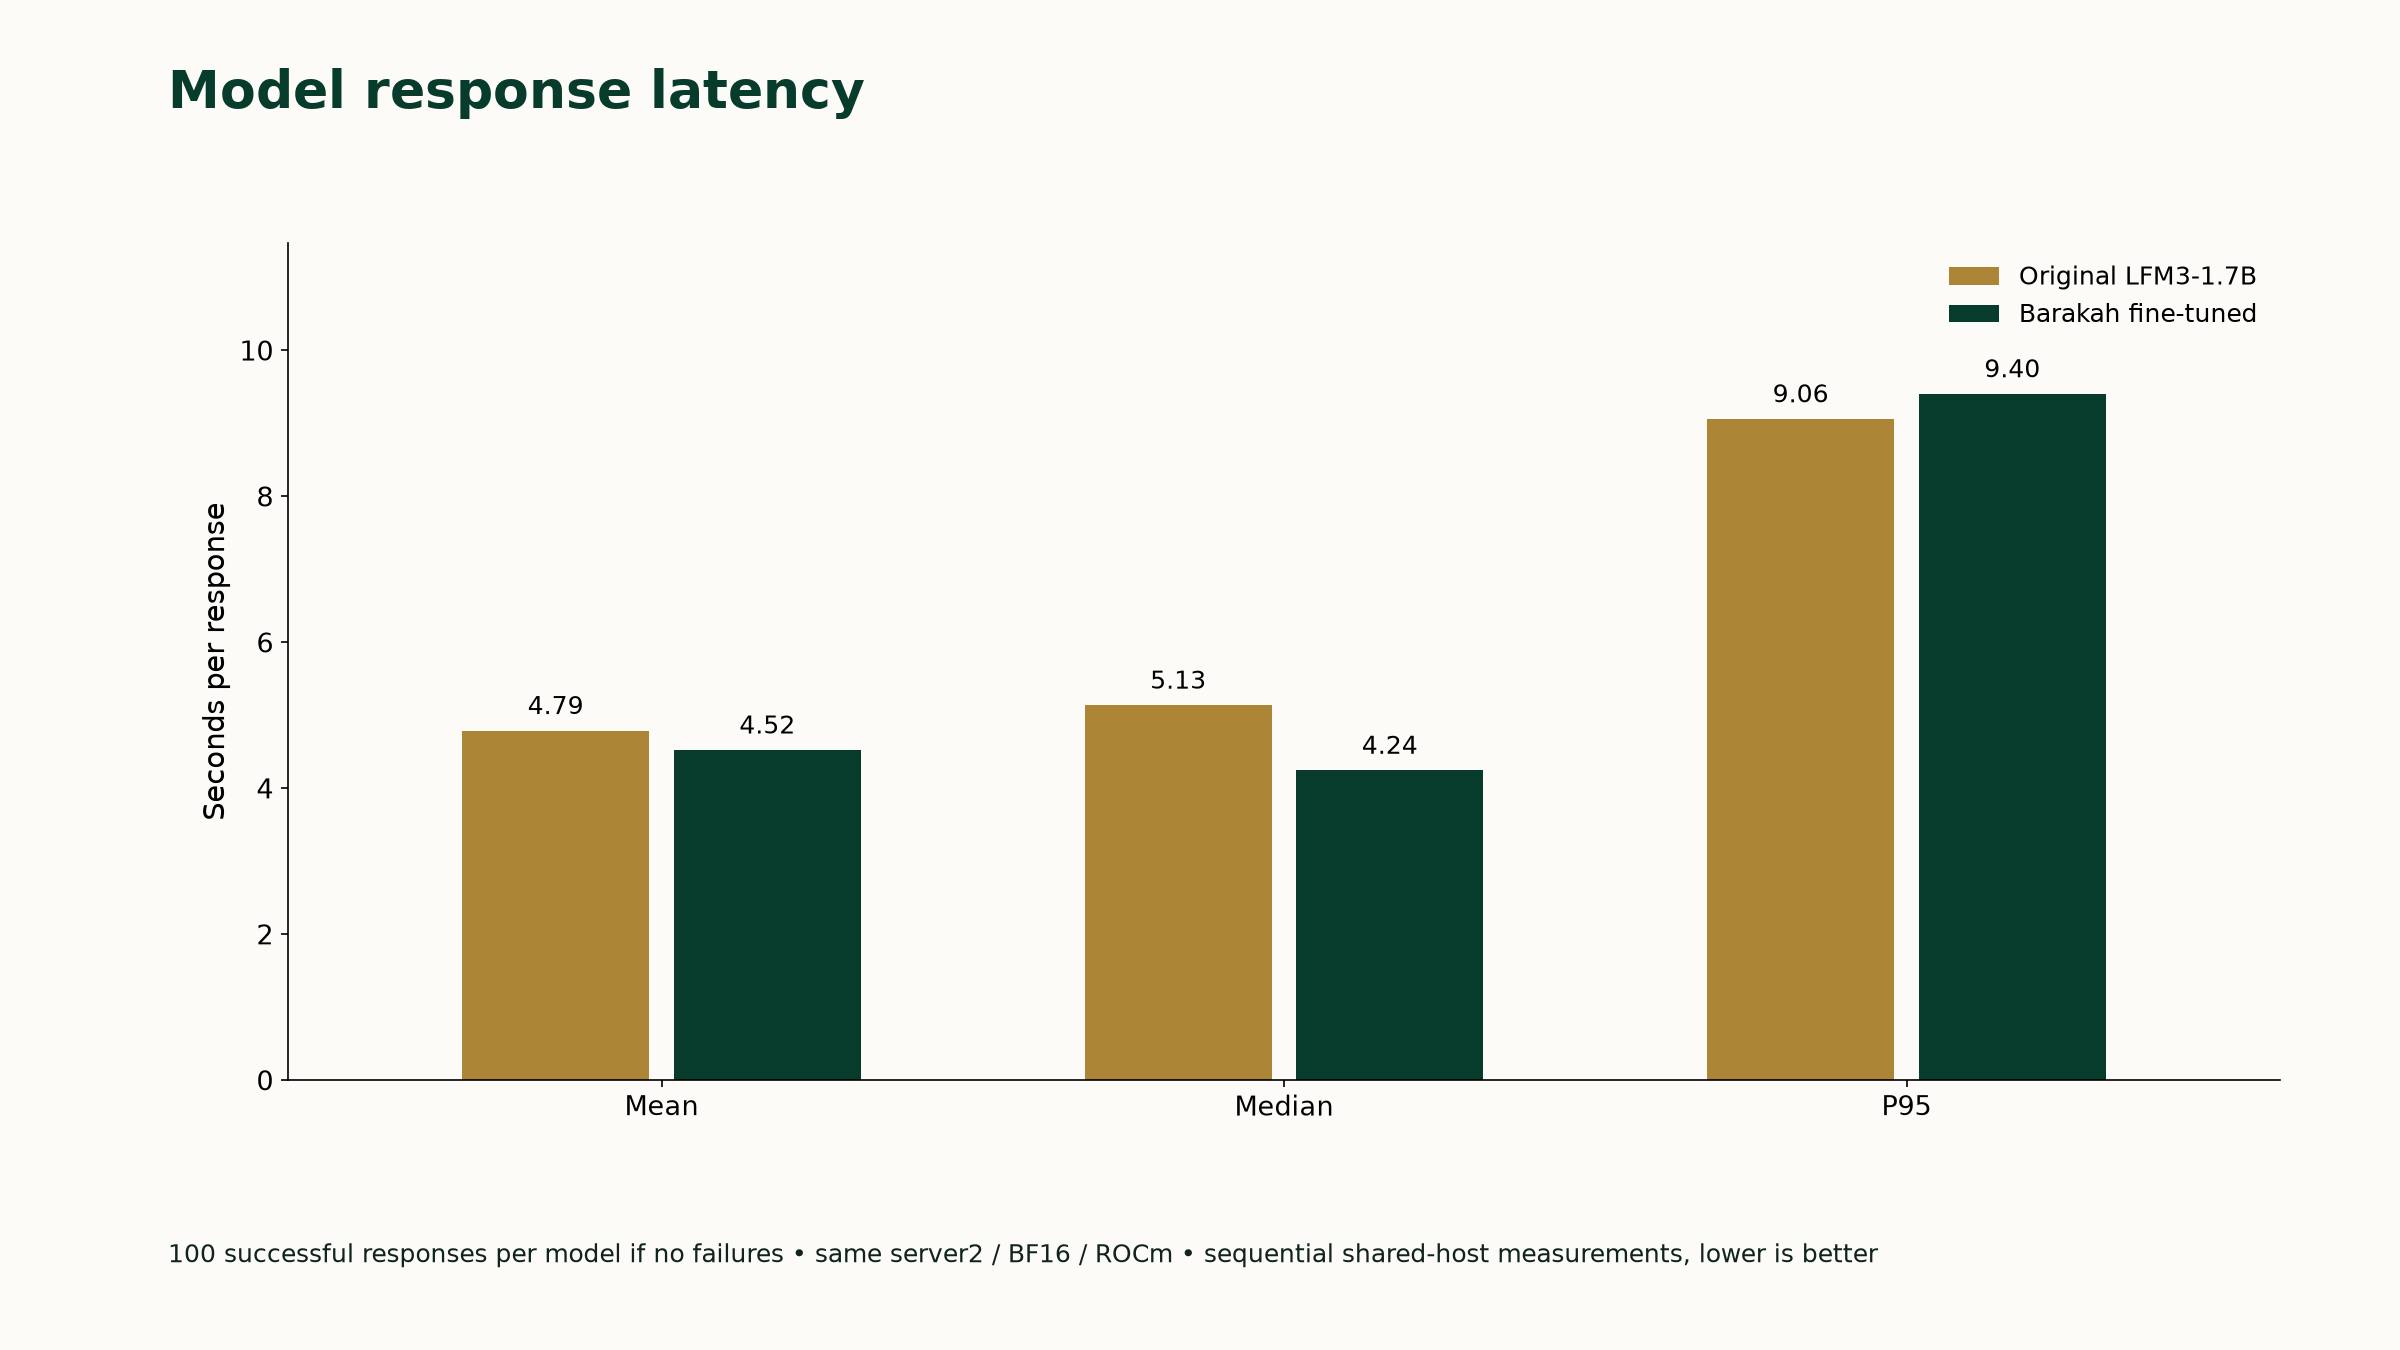 Model response latency
Original LFM3-1.7B
Barakah fine-tuned
Seconds per response
10
8
6
4
2
0
4.79
4.52
5.13
4.24
9.06
9.40
Mean
Median
P95
100 successful responses per model if no failures • same server2 / BF16 / ROCm • sequential shared-host measurements, lower is better